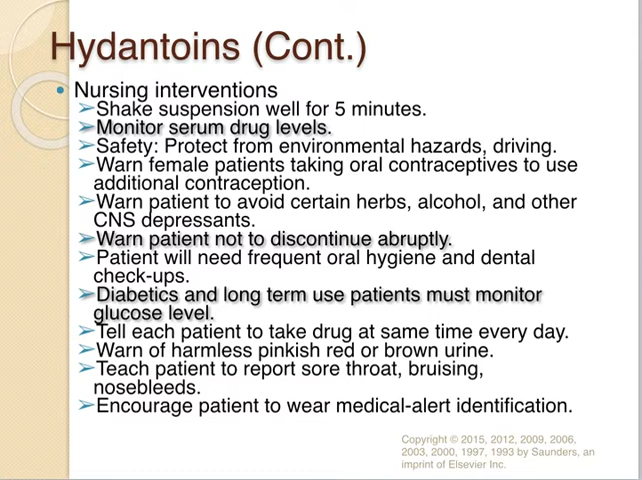 Hydantoins (Cont.)
• Nursing interventions
➢Shake suspension well for 5 minutes.
➢Monitor serum drug levels.
➢Safety: Protect from environmental hazards, driving.
➢Warn female patients taking oral contraceptives to use
additional contraception.
➢Warn patient to avoid certain herbs, alcohol, and other
CNS depressants.
➢Warn patient not to discontinue abruptly.
➢Patient will need frequent oral hygiene and dental
check-ups.
➢Diabetics and long term use patients must monitor
glucose level.
➢Tell each patient to take drug at same time every day.
➢Warn of harmless pinkish red or brown urine.
➢Teach patient to report sore throat, bruising,
nosebleeds.
➢Encourage patient to wear medical-alert identification.
Copyright © 2015, 2012, 2009, 2006,
2003, 2000, 1997, 1993 by Saunders, an
imprint of Elsevier Inc.